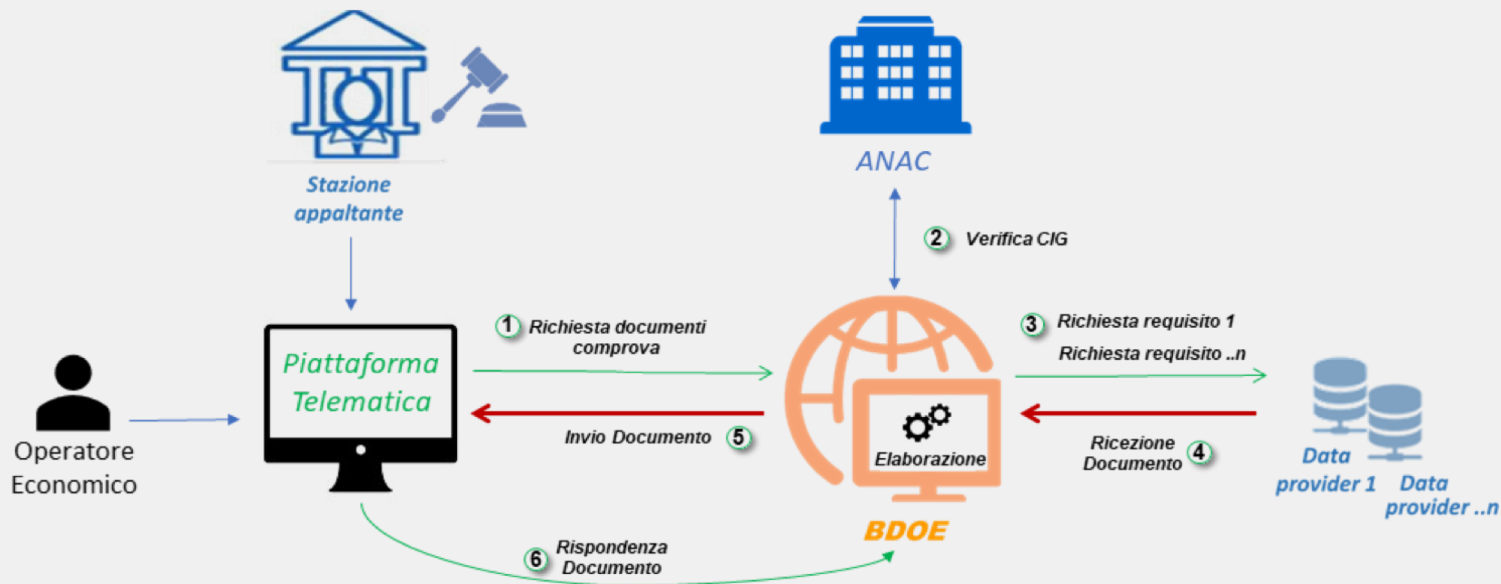 Stazione
appaltante
ANAC
2 Verifica CIG
Operatore
Economico
Piattaforma
Telematica
1 Richiesta documenti
comprova
Invio Documento 5
Elaborazione
BDOE
3 Richiesta requisito 1
Richiesta requisito ..n
Ricezione
Documento 4
Data
provider 1
Data
provider ..n
6 Rispondenza
Documento